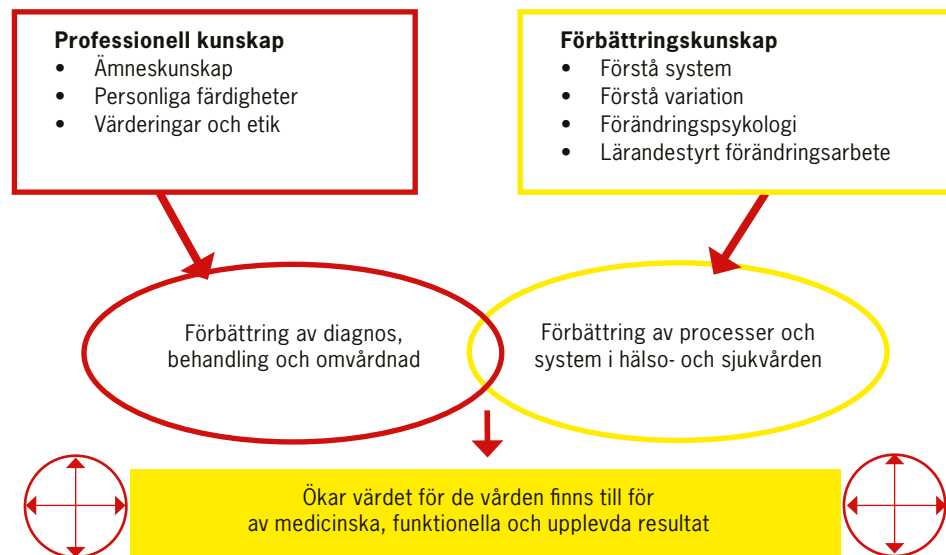 Professionell kunskap
• Ämneskunskap
• Personliga färdigheter
• Värderingar och etik
Förbättringskunskap
• Förstå system
• Förstå variation
• Förändringspsykologi
• Lärandestyrt förändringsarbete
Förbättring av diagnos,
behandling och omvårdnad
Förbättring av processer och
system i hälso- och sjukvården
Ökar värdet för de vården finns till för
av medicinska, funktionella och upplevda resultat